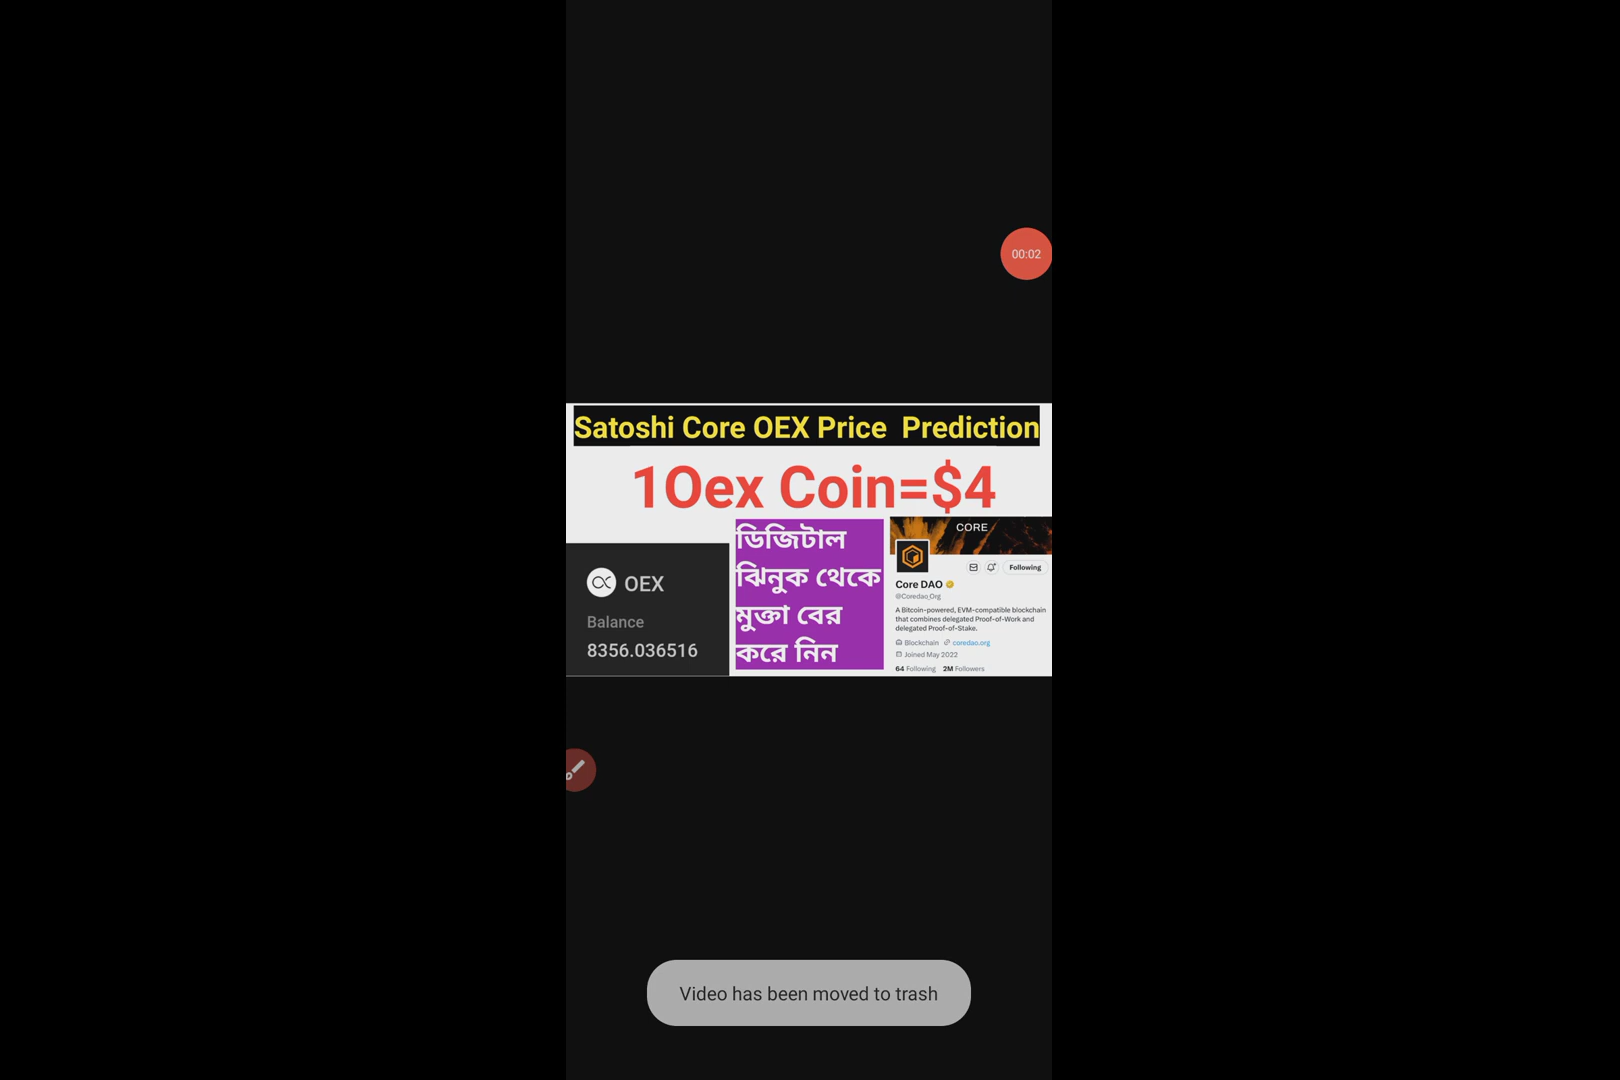 00:02
Satoshi Core OEX Price Prediction
1Oex Coin=$4
OEX
Balance
8356.036516
ডিজিটাল
ঝিনুক থেকে
মুক্তা বের
করে নিন
CORE
Following
Core DAO
@Coredao_Org
A Bitcoin-powered, EVM-compatible blockchain
that combines delegated Proof-of-Work and
delegated Proof-of-Stake.
Blockchain coredao.org
Joined May 2022
64 Following 2M Followers
Video has been moved to trash